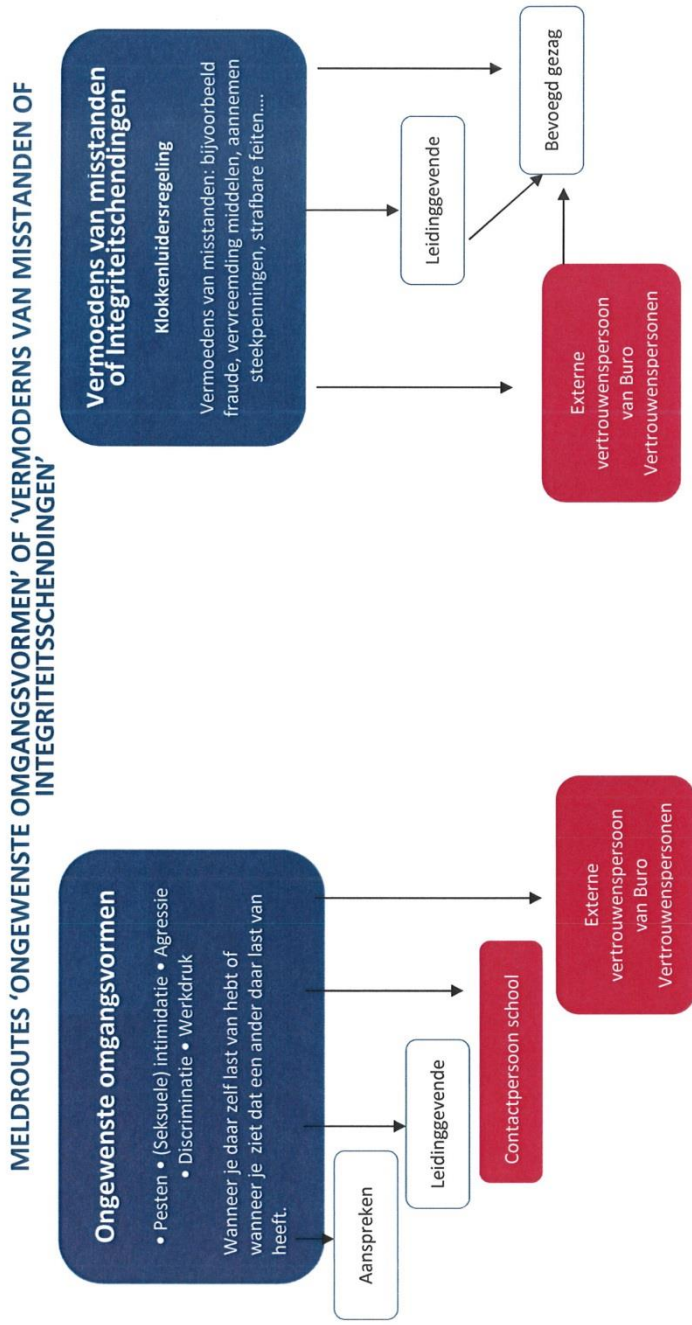 MELDROUTES ‘ONGEWENSTE OMGANGSVORMEN’ OF ‘VERMODERNS VAN MISSTANDEN OF
INTEGRITEITSSCHENDINGEN’
Ongewenste omgangsvormen
• Pesten • (Seksuele) intimidatie • Agressie
• Discriminatie • Werkdruk
Wanneer je daar zelf last van hebt of
wanneer je ziet dat een ander daar last van
heeft.
Aanspreken
Leidinggevende
Contactpersoon school
Externe
vertrouwenspersoon
van Buro
Vertrouwenspersonen
Vermoedens van misstanden
of Integriteitschendingen
Klokkenluidersregeling
Vermoedens van misstanden: bijvoorbeeld
fraude, vervreemding middelen, aannemen
steekpenningen, strafbare feiten....
Leidinggevende
Bevoegd gezag
Externe
vertrouwenspersoon
van Buro
Vertrouwenspersonen